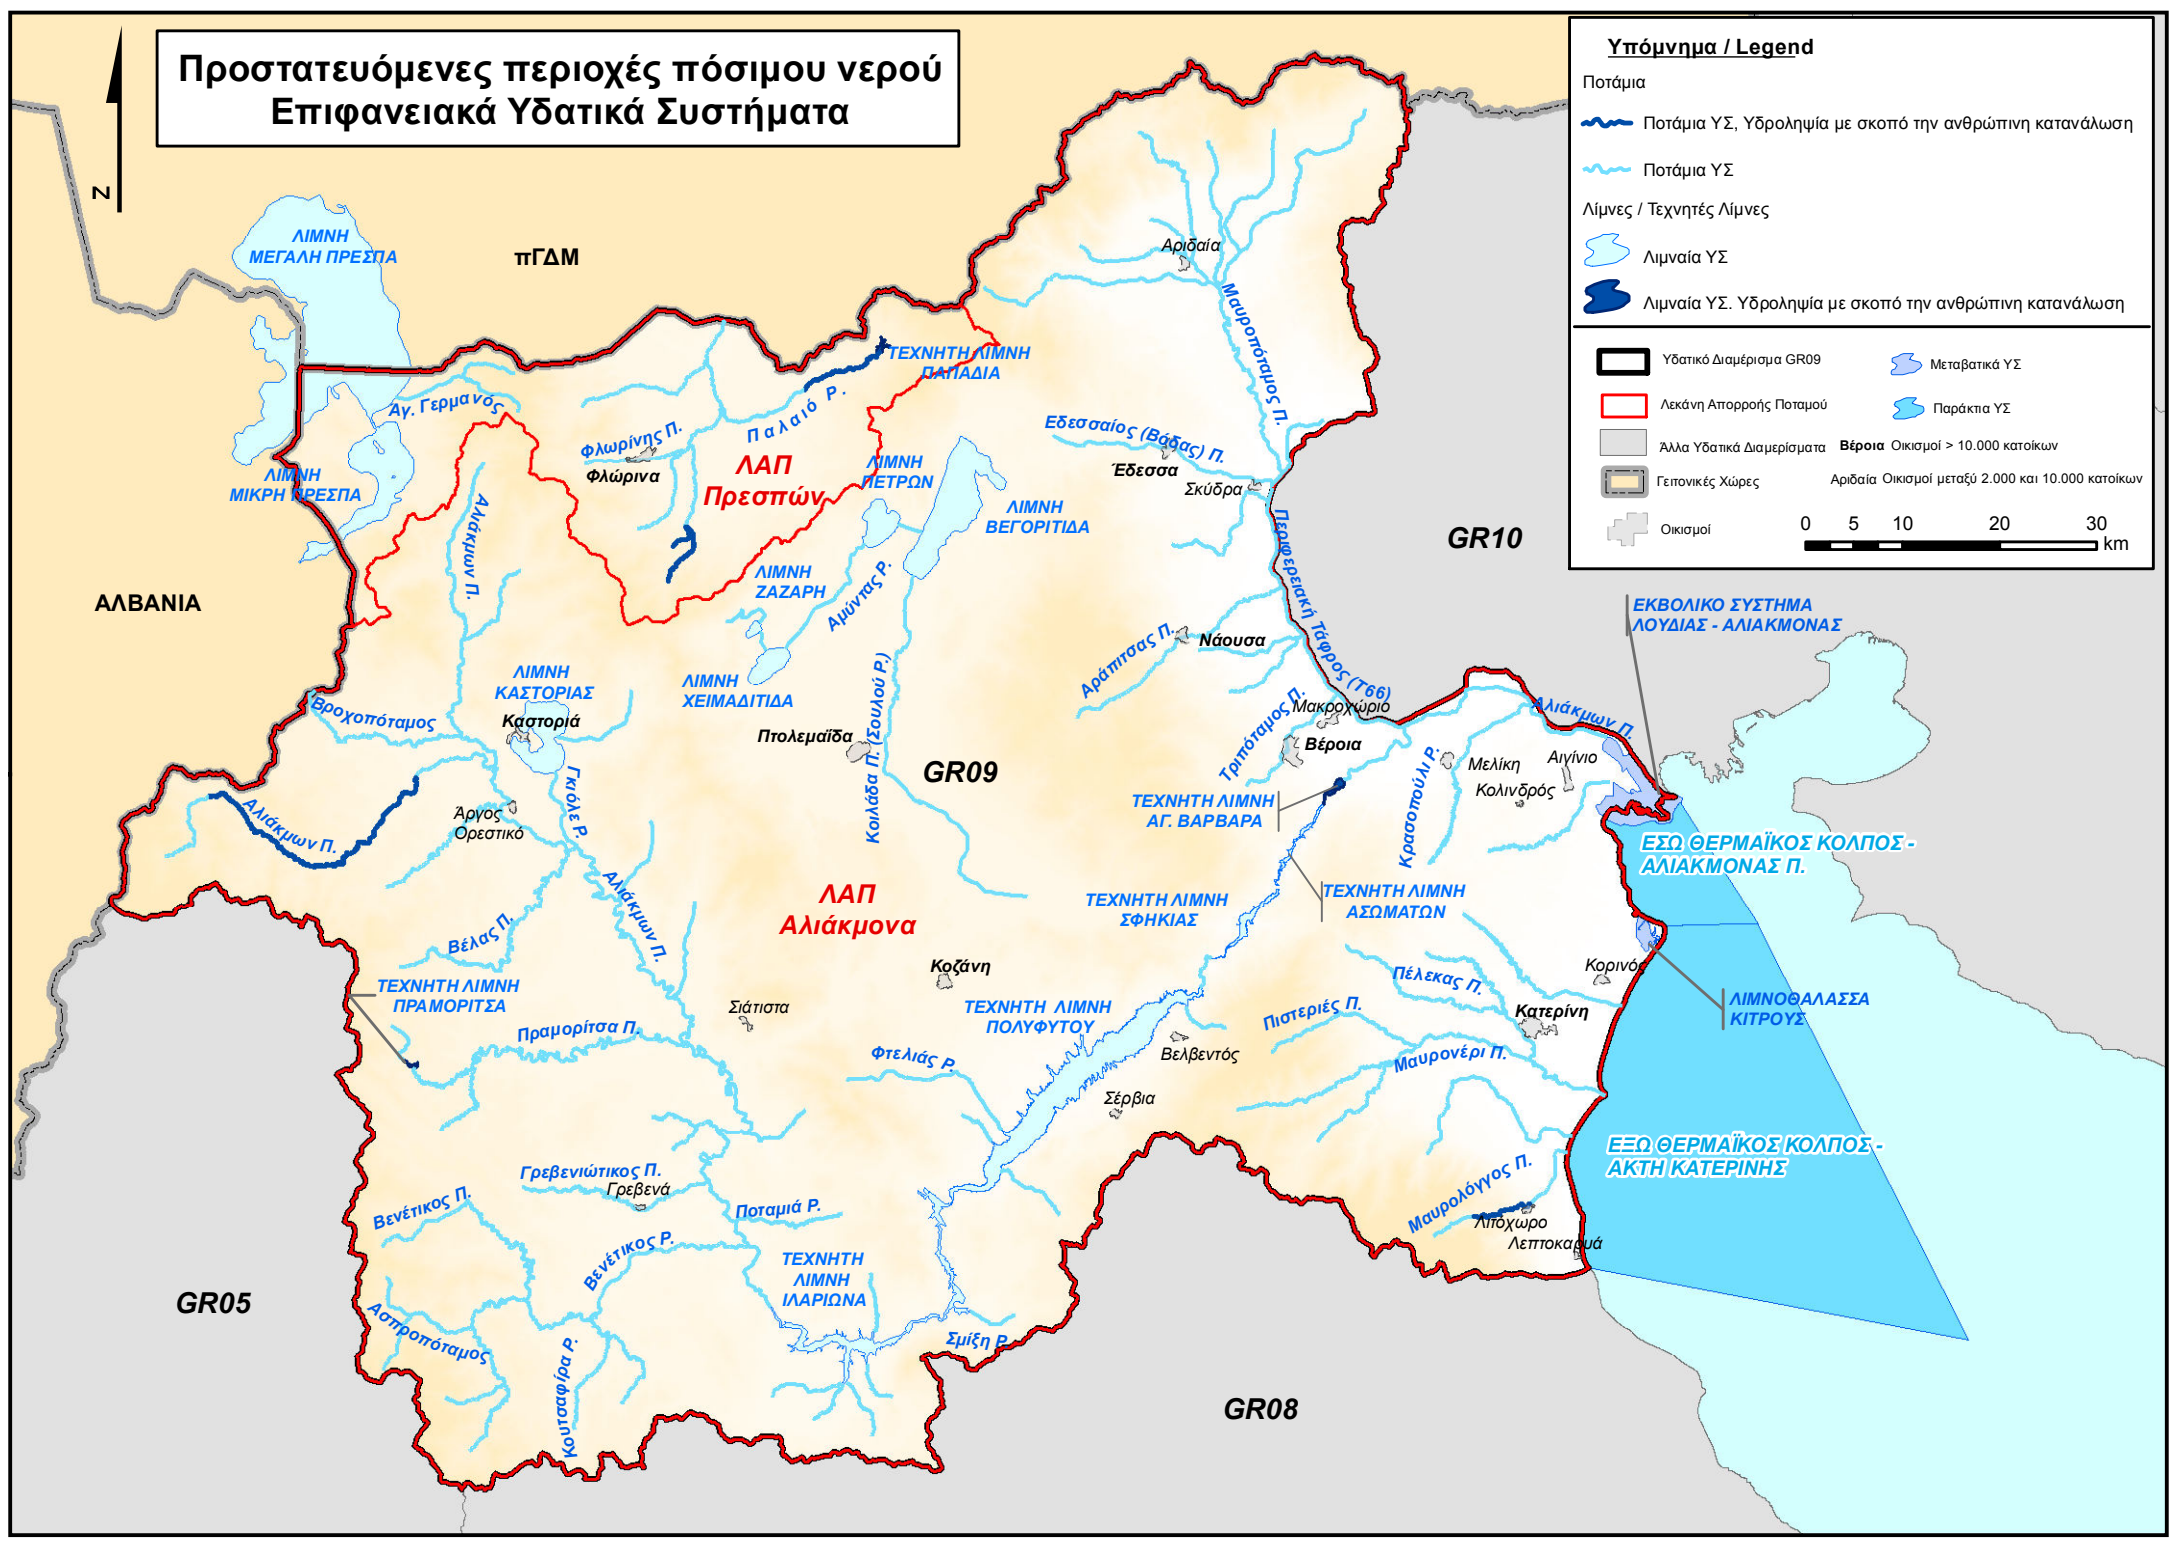 Προστατευόμενες περιοχές πόσιμου νερού
Επιφανειακά Υδατικά Συστήματα
Z
Υπόμνημα / Legend
Ποτάμια
Ποτάμια ΥΣ, Υδροληψία με σκοπό την ανθρώπινη κατανάλωση
Ποτάμια ΥΣ
Λίμνες / Τεχνητές Λίμνες
Λιμναία ΥΣ
Λιμναία ΥΣ. Υδροληψία με σκοπό την ανθρώπινη κατανάλωση
Υδατικό Διαμέρισμα GR09
Μεταβατικά ΥΣ
Λεκάνη Απορροής Ποταμού
Παράκτια ΥΣ
Άλλα Υδατικά Διαμερίσματα
Βέροια Οικισμοί > 10.000 κατοίκων
Γειτονικές Χώρες
Αριδαία Οικισμοί μεταξύ 2.000 και 10.000 κατοίκων
Οικισμοί
0 5 10 20 30
km
ΛΙΜΝΗ
ΜΕΓΑΛΗ ΠΡΕΣΠΑ
πΓΔΜ
Αριδαία
Μαυροπόταμος Π.
ΤΕΧΝΗΤΗ ΛΙΜΝΗ
ΠΑΠΑΔΙΑ
Αγ. Γερμανός
Παλαιό Ρ.
Φλωρίνης Π.
Φλώρινα
ΛΑΠ
Πρεσπών
ΛΙΜΝΗ
ΠΕΤΡΩΝ
Εδεσσαίος (Βόδας) Π.
Έδεσσα
Σκύδρα
ΛΙΜΝΗ
ΜΙΚΡΗ ΠΡΕΣΠΑ
Αλιάκμων Π.
ΛΙΜΝΗ
ΒΕΓΟΡΙΤΙΔΑ
GR10
Περιφερειακή Τάφρος (Τ66)
ΑΛΒΑΝΙΑ
ΛΙΜΝΗ
ΖΑΖΑΡΗ
Αμύντας Ρ.
ΕΚΒΟΛΙΚΟ ΣΥΣΤΗΜΑ
ΛΟΥΔΙΑΣ - ΑΛΙΑΚΜΟΝΑΣ
Νάουσα
Αράπιτσας Π.
ΛΙΜΝΗ
ΚΑΣΤΟΡΙΑΣ
Καστοριά
ΛΙΜΝΗ
ΧΕΙΜΑΔΙΤΙΔΑ
Βροχοπόταμος
Κοιλάδα Π. (Σουλού Ρ.)
Πτολεμαΐδα
Τριπόταμος Π.
Μακροχώριο
Βέροια
Αλιάκμων Π.
GR09
Κρασοπούλι Ρ.
Μελίκη
Αιγίνιο
Κολινδρός
Γκιόλε Ρ.
Άργος
Ορεστικό
Αλιάκμων Π.
ΤΕΧΝΗΤΗ ΛΙΜΝΗ
ΑΓ. ΒΑΡΒΑΡΑ
ΕΣΩ ΘΕΡΜΑΪΚΟΣ ΚΟΛΠΟΣ -
ΑΛΙΑΚΜΟΝΑΣ Π.
Αλιάκμων Π.
ΛΑΠ
Αλιάκμονα
ΤΕΧΝΗΤΗ ΛΙΜΝΗ
ΣΦΗΚΙΑΣ
ΤΕΧΝΗΤΗ ΛΙΜΝΗ
ΑΣΩΜΑΤΩΝ
Βέλας Π.
Κοζάνη
ΤΕΧΝΗΤΗ ΛΙΜΝΗ
ΠΡΑΜΟΡΙΤΣΑ
Πέλεκας Π.
Κορινός
Σιάτιστα
ΤΕΧΝΗΤΗ ΛΙΜΝΗ
ΠΟΛΥΦΥΤΟΥ
Πιστεριές Π.
Κατερίνη
ΛΙΜΝΟΘΑΛΑΣΣΑ
ΚΙΤΡΟΥΣ
Πραμορίτσα Π.
Φτελιάς Ρ.
Βελβεντός
Μαυρονέρι Π.
Σέρβια
ΕΞΩ ΘΕΡΜΑΪΚΟΣ ΚΟΛΠΟΣ -
ΑΚΤΗ ΚΑΤΕΡΙΝΗΣ
Γρεβενιώτικος Π.
Γρεβενά
Βενέτικος Π.
Ποταμιά Ρ.
Μαυρολόγγος Π.
Λιτόχωρο
Λεπτοκαρυά
Βενέτικος Ρ.
ΤΕΧΝΗΤΗ
ΛΙΜΝΗ
ΙΛΑΡΙΩΝΑ
GR05
Ασπροπόταμος
Σμίξη Ρ.
Κουτσαφίρα Ρ.
GR08